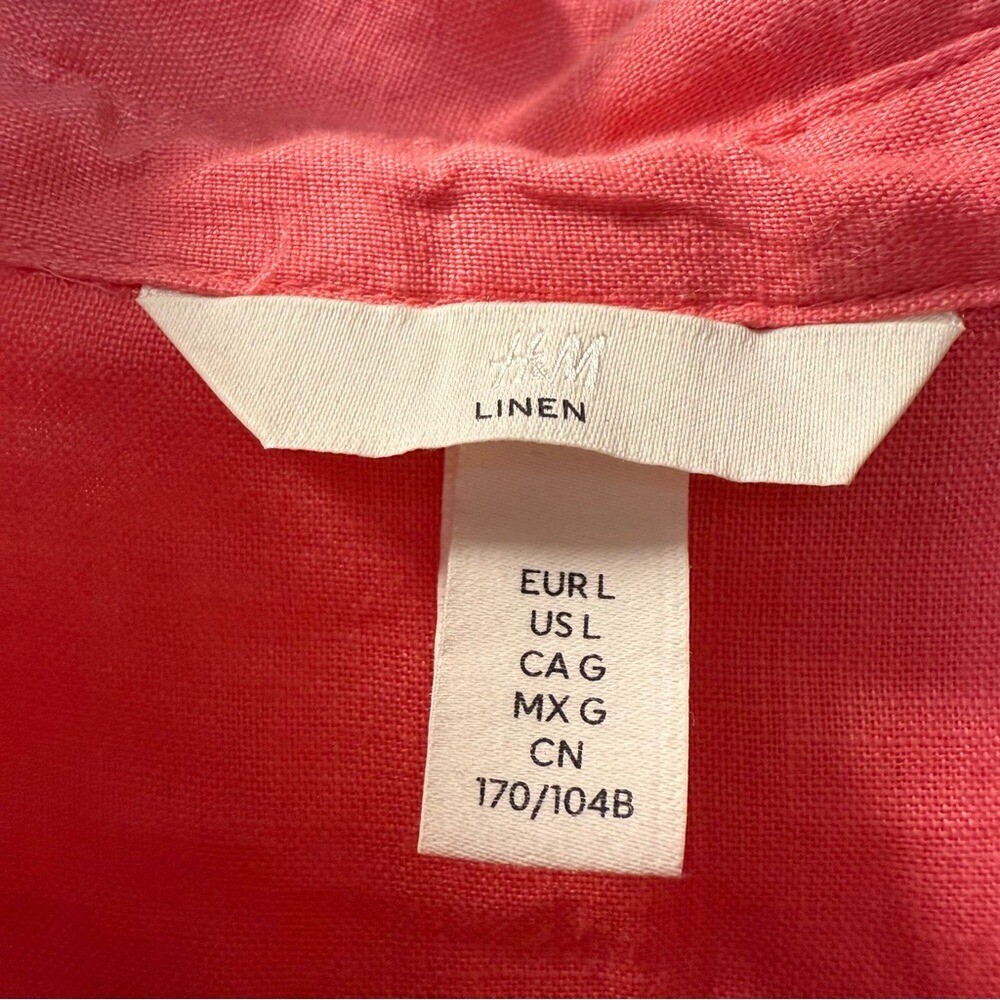 H&M
LINEN
EUR L
US L
CA G
MX G
CN
170/104B